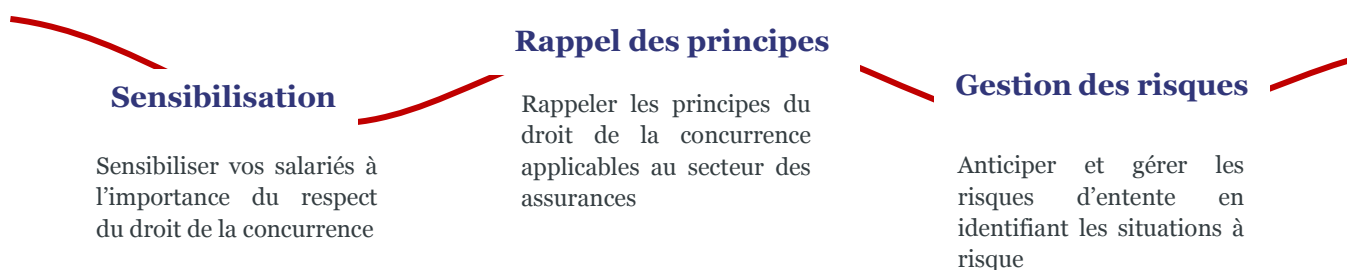 Sensibilisation
Sensibiliser vos salariés à
l’importance du respect
du droit de la concurrence
Rappel des principes
Rappeler les principes du
droit de la concurrence
applicables au secteur des
assurances
Gestion des risques
Anticiper et gérer les
risques d’entente en
identifiant les situations à
risque